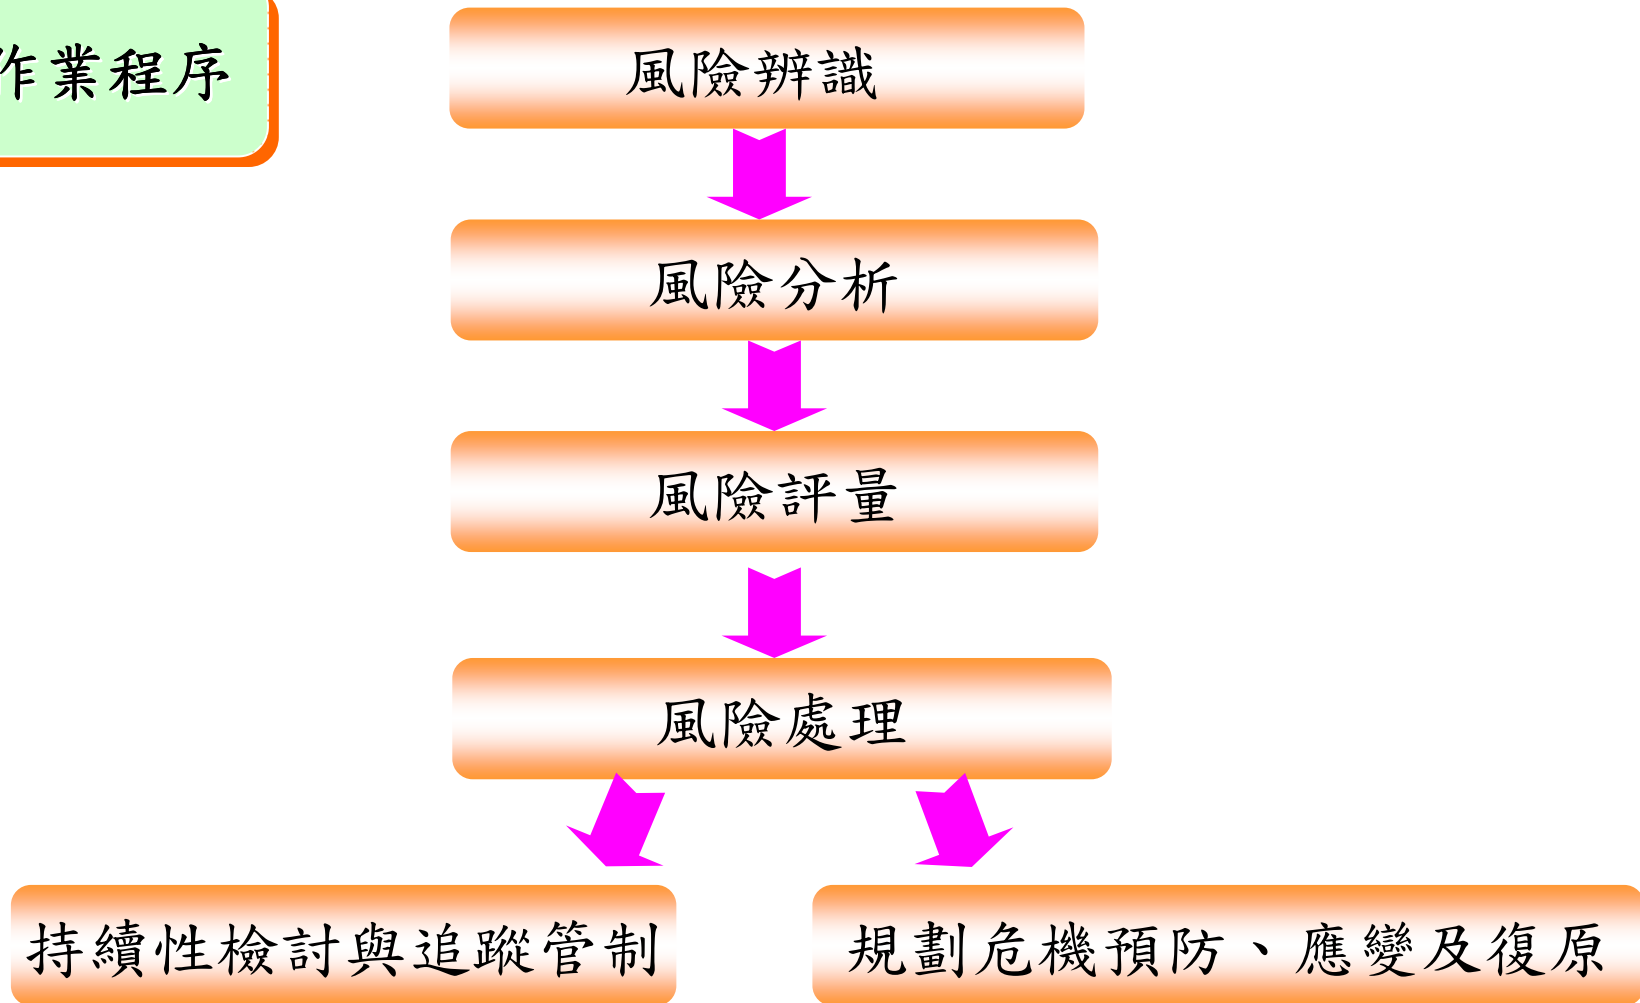 作業程序
風險辨識
風險分析
風險評量
風險處理
持續性檢討與追蹤管制
規劃危機預防、應變及復原